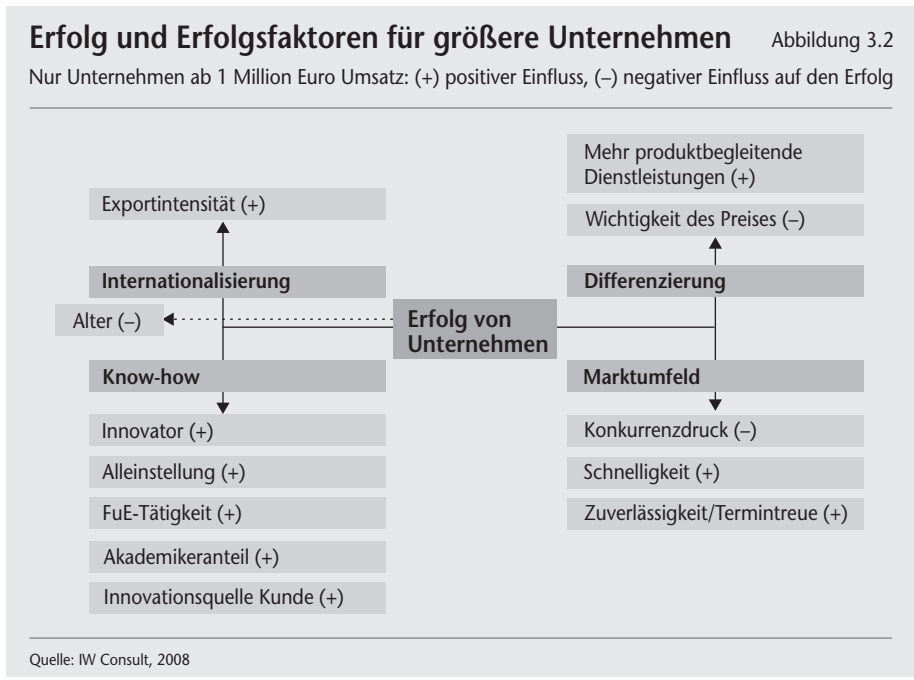 Erfolg und Erfolgsfaktoren für größere Unternehmen Abbildung 3.2
Nur Unternehmen ab 1 Million Euro Umsatz: (+) positiver Einfluss, (–) negativer Einfluss auf den Erfolg
Exportintensität (+)
Internationalisierung
Alter (–)
Know-how
Innovator (+)
Alleinstellung (+)
FuE-Tätigkeit (+)
Akademikeranteil (+)
Innovationsquelle Kunde (+)
Erfolg von
Unternehmen
Mehr produktbegleitende
Dienstleistungen (+)
Wichtigkeit des Preises (–)
Differenzierung
Marktumfeld
Konkurrenzdruck (–)
Schnelligkeit (+)
Zuverlässigkeit/Termintreue (+)
Quelle: IW Consult, 2008